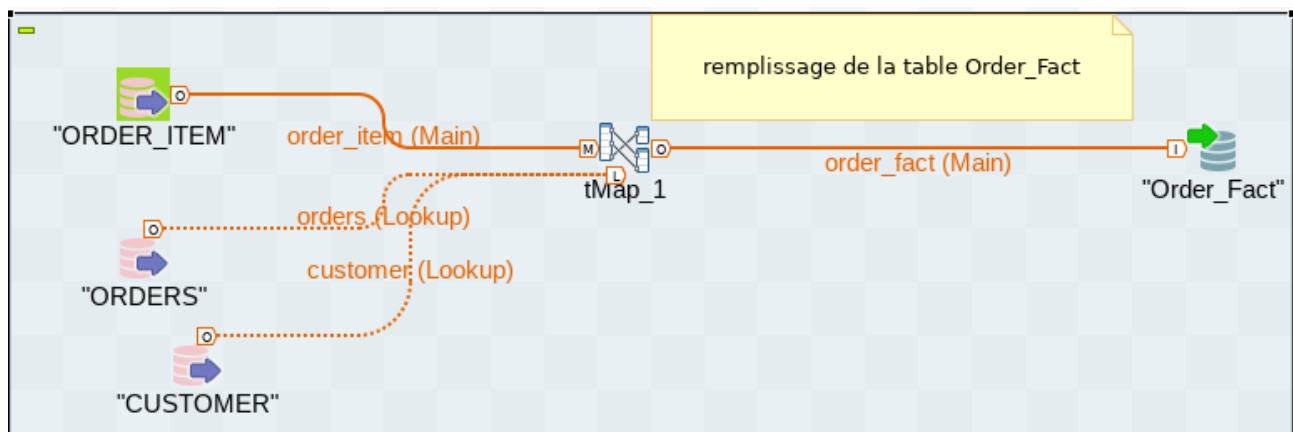 remplissage de la table Order_Fact
O
"ORDER_ITEM"
order_item (Main)
M
O
order_fact (Main)
I
L
tMap_1
"Order_Fact"
orders (Lookup)
O
"ORDERS"
customer (Lookup)
O
"CUSTOMER"